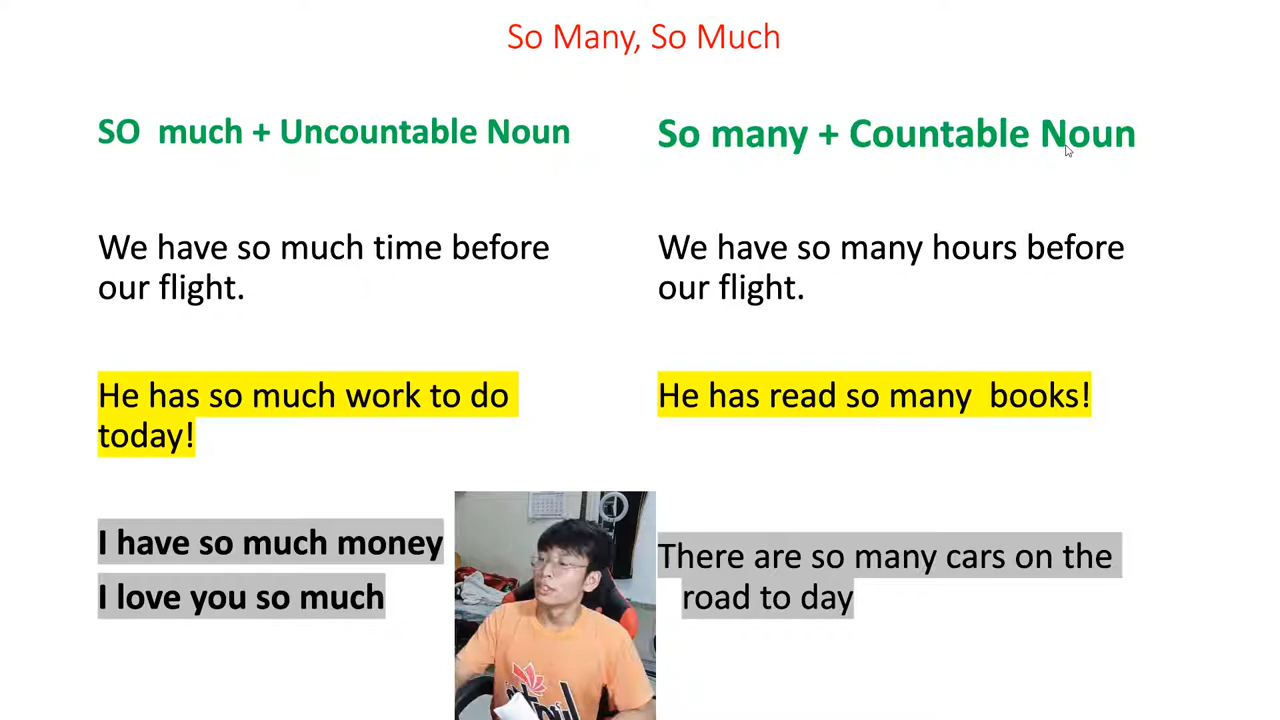 So Many, So Much
SO  much + Uncountable Noun
We have so much time before
our flight.
He has so much work to do
today!
I have so much money
I love you so much
So many + Countable Noun
We have so many hours before
our flight.
He has read so many  books!
There are so many cars on the
road to day